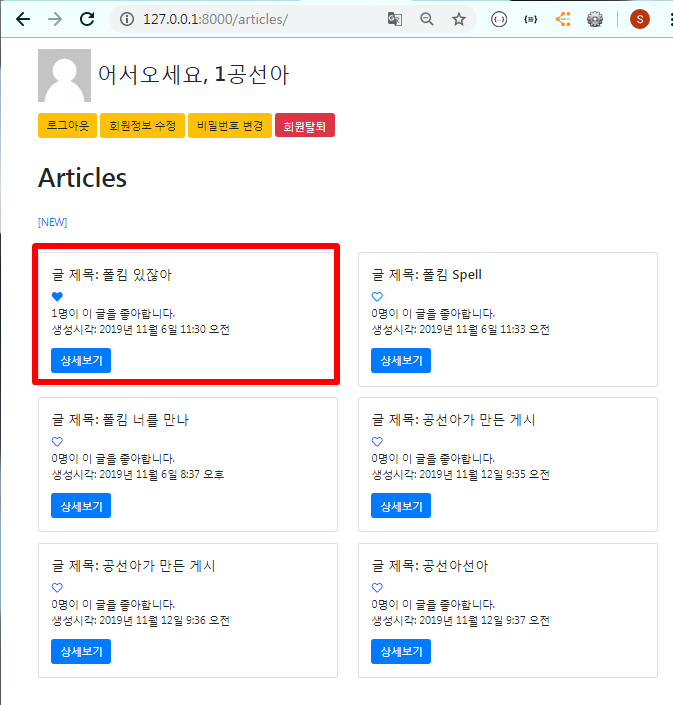 127.0.0.1:8000/articles/
S
어서오세요, 1공선아
로그아웃 회원정보 수정 비밀번호 변경 회원탈퇴
Articles
[NEW]
글 제목: 폴킴 있잖아
1명이 이 글을 좋아합니다.
생성시각: 2019년 11월 6일 11:30 오전
상세보기
글 제목: 폴킴 Spell
0명이 이 글을 좋아합니다.
생성시각: 2019년 11월 6일 11:33 오전
상세보기
글 제목: 폴킴 너를 만나
0명이 이 글을 좋아합니다.
생성시각: 2019년 11월 6일 8:37 오후
상세보기
글 제목: 공선아가 만든 게시
0명이 이 글을 좋아합니다.
생성시각: 2019년 11월 12일 9:35 오전
상세보기
글 제목: 공선아가 만든 게시
0명이 이 글을 좋아합니다.
생성시각: 2019년 11월 12일 9:36 오전
상세보기
글 제목: 공선아선아
0명이 이 글을 좋아합니다.
생성시각: 2019년 11월 12일 9:37 오전
상세보기